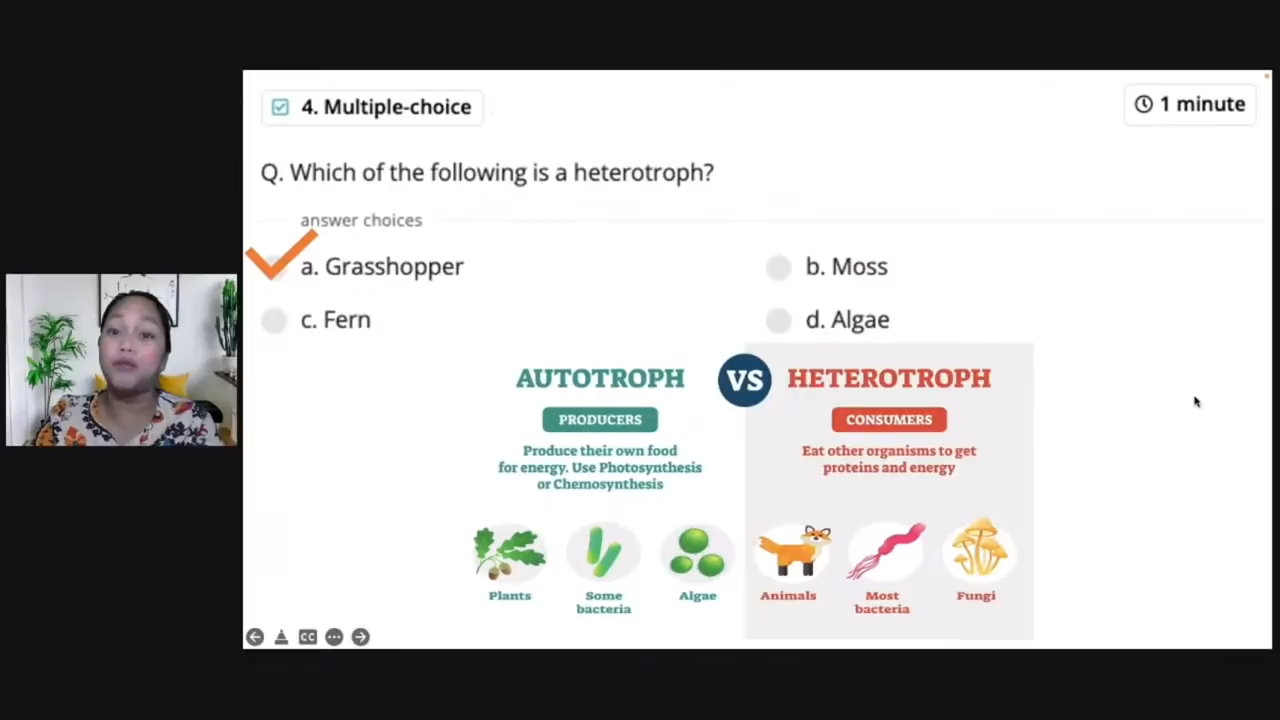 4. Multiple-choice
1 minute
Q. Which of the following is a heterotroph?
answer choices
a. Grasshopper
b. Moss
c. Fern
d. Algae
AUTOTROPH
VS
HETEROTROPH
PRODUCERS
CONSUMERS
Produce their own food
for energy. Use Photosynthesis
or Chemosynthesis
Eat other organisms to get
proteins and energy
Plants
Some
bacteria
Algae
Animals
Most
bacteria
Fungi
CC